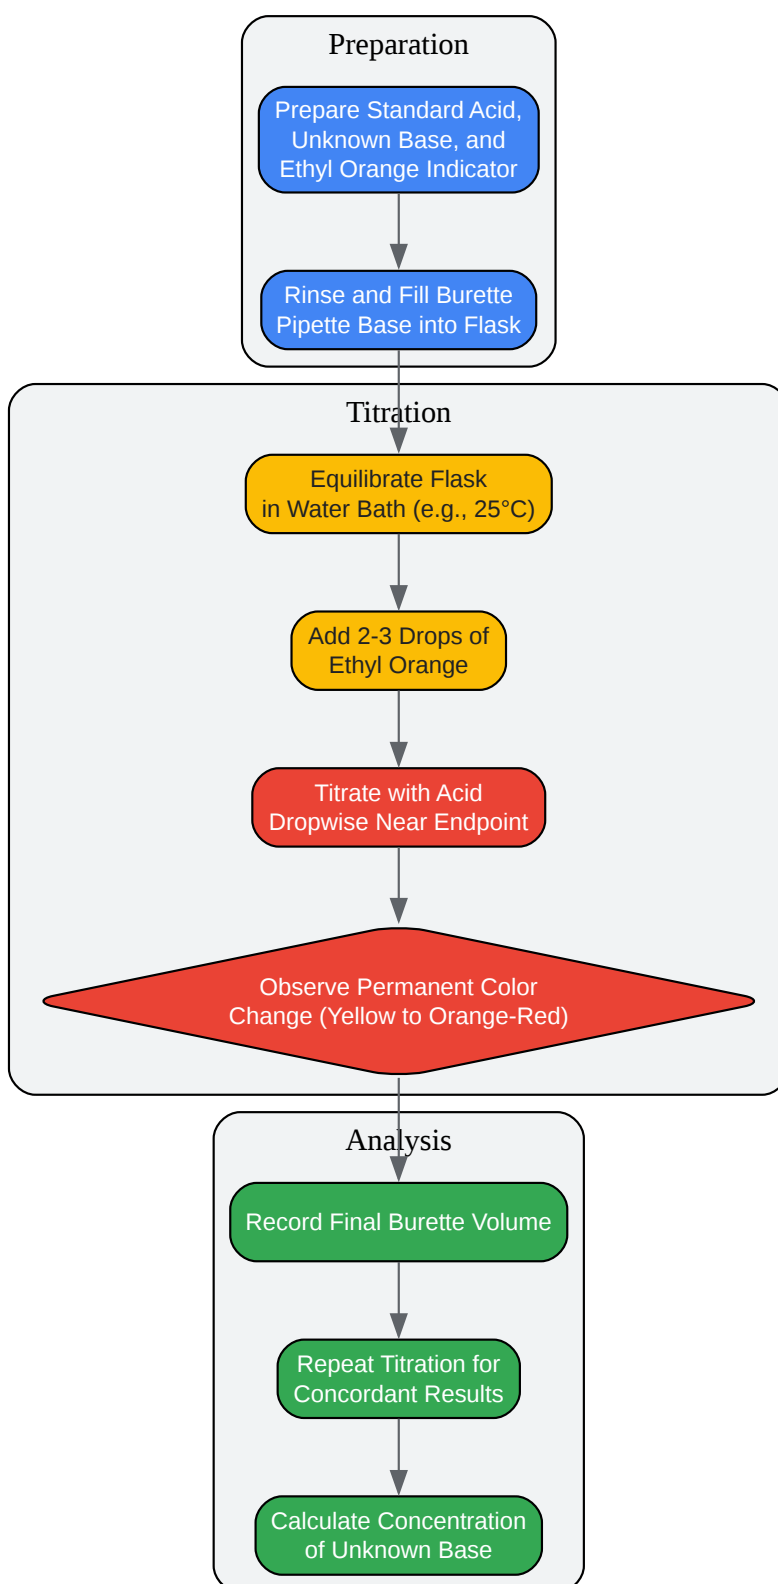 Preparation
Prepare Standard Acid,
Unknown Base, and
Ethyl Orange Indicator
Rinse and Fill Burette
Pipette Base into Flask
Titration
Equilibrate Flask
in Water Bath (e.g., 25°C)
Add 2-3 Drops of
Ethyl Orange
Titrate with Acid
Dropwise Near Endpoint
Observe Permanent Color
Change (Yellow to Orange-Red)
Analysis
Record Final Burette Volume
Repeat Titration for
Concordant Results
Calculate Concentration
of Unknown Base